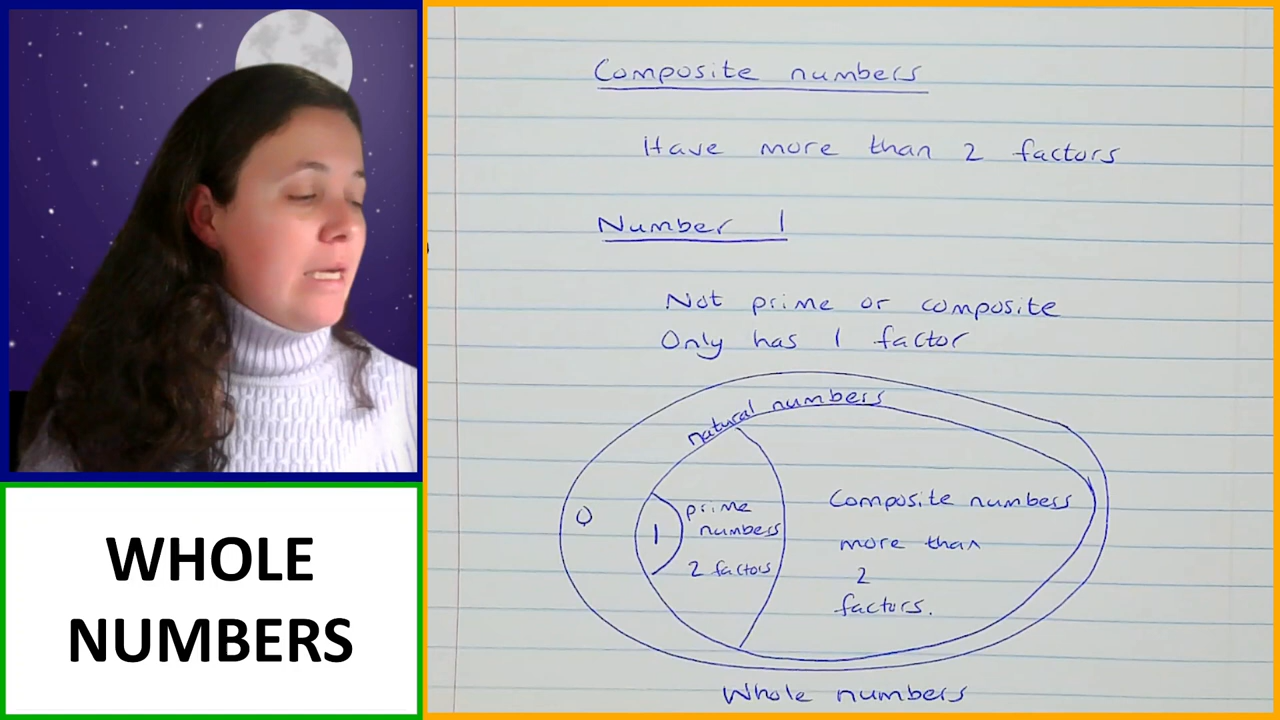 Composite numbers
Have more than 2 factors
Number 1
Not prime or composite
Only has 1 factor
natural numbers
0
1
prime
numbers
2 factors
Composite numbers
more than
2
factors.
Whole numbers
WHOLE
NUMBERS